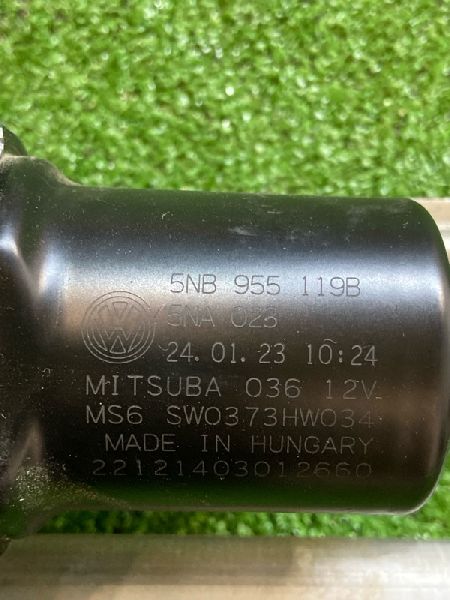 5NB 955 119B
5NA 023
24.01.23 10:24
MITSUBA 036 12V
MS6 SW0373HW034
MADE IN HUNGARY
22121403012660